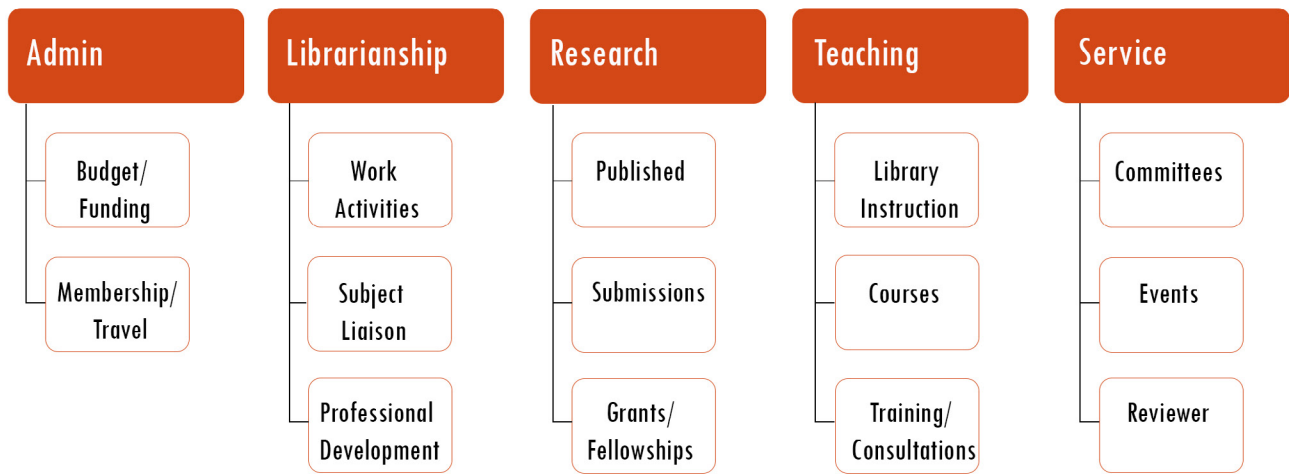 Admin
Budget/
Funding
Membership/
Travel
Librarianship
Work
Activities
Subject
Liaison
Professional
Development
Research
Published
Submissions
Grants/
Fellowships
Teaching
Library
Instruction
Courses
Training/
Consultations
Service
Committees
Events
Reviewer